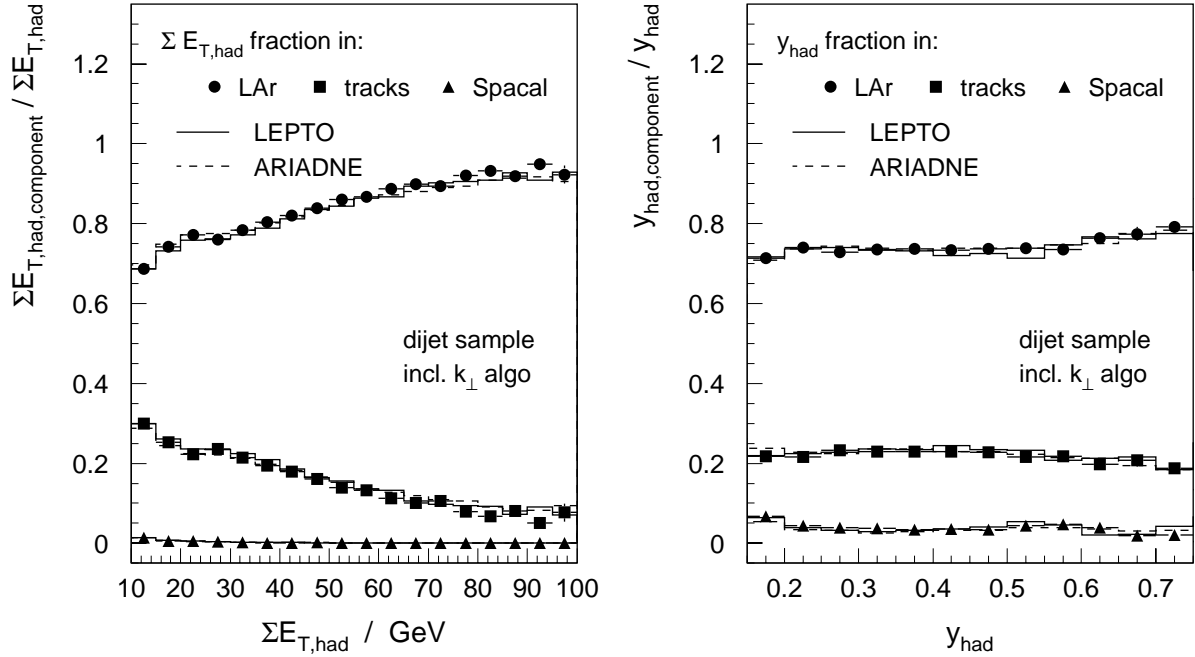 ΣE_T,had,component / ΣE_T,had
Σ E_T,had fraction in:
LAr tracks Spacal
LEPTO
ARIADNE
dijet sample
incl. k_⊥ algo
1.2
1
0.8
0.6
0.4
0.2
0
10 20 30 40 50 60 70 80 90 100
ΣE_T,had / GeV
y_had,component / y_had
y_had fraction in:
LAr tracks Spacal
LEPTO
ARIADNE
dijet sample
incl. k_⊥ algo
1.2
1
0.8
0.6
0.4
0.2
0
0.2 0.3 0.4 0.5 0.6 0.7
y_had